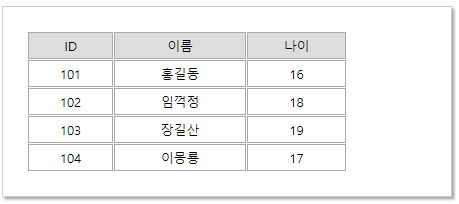 ID 이름 나이
101 홍길동 16
102 임꺽정 18
103 장길산 19
104 이몽룡 17